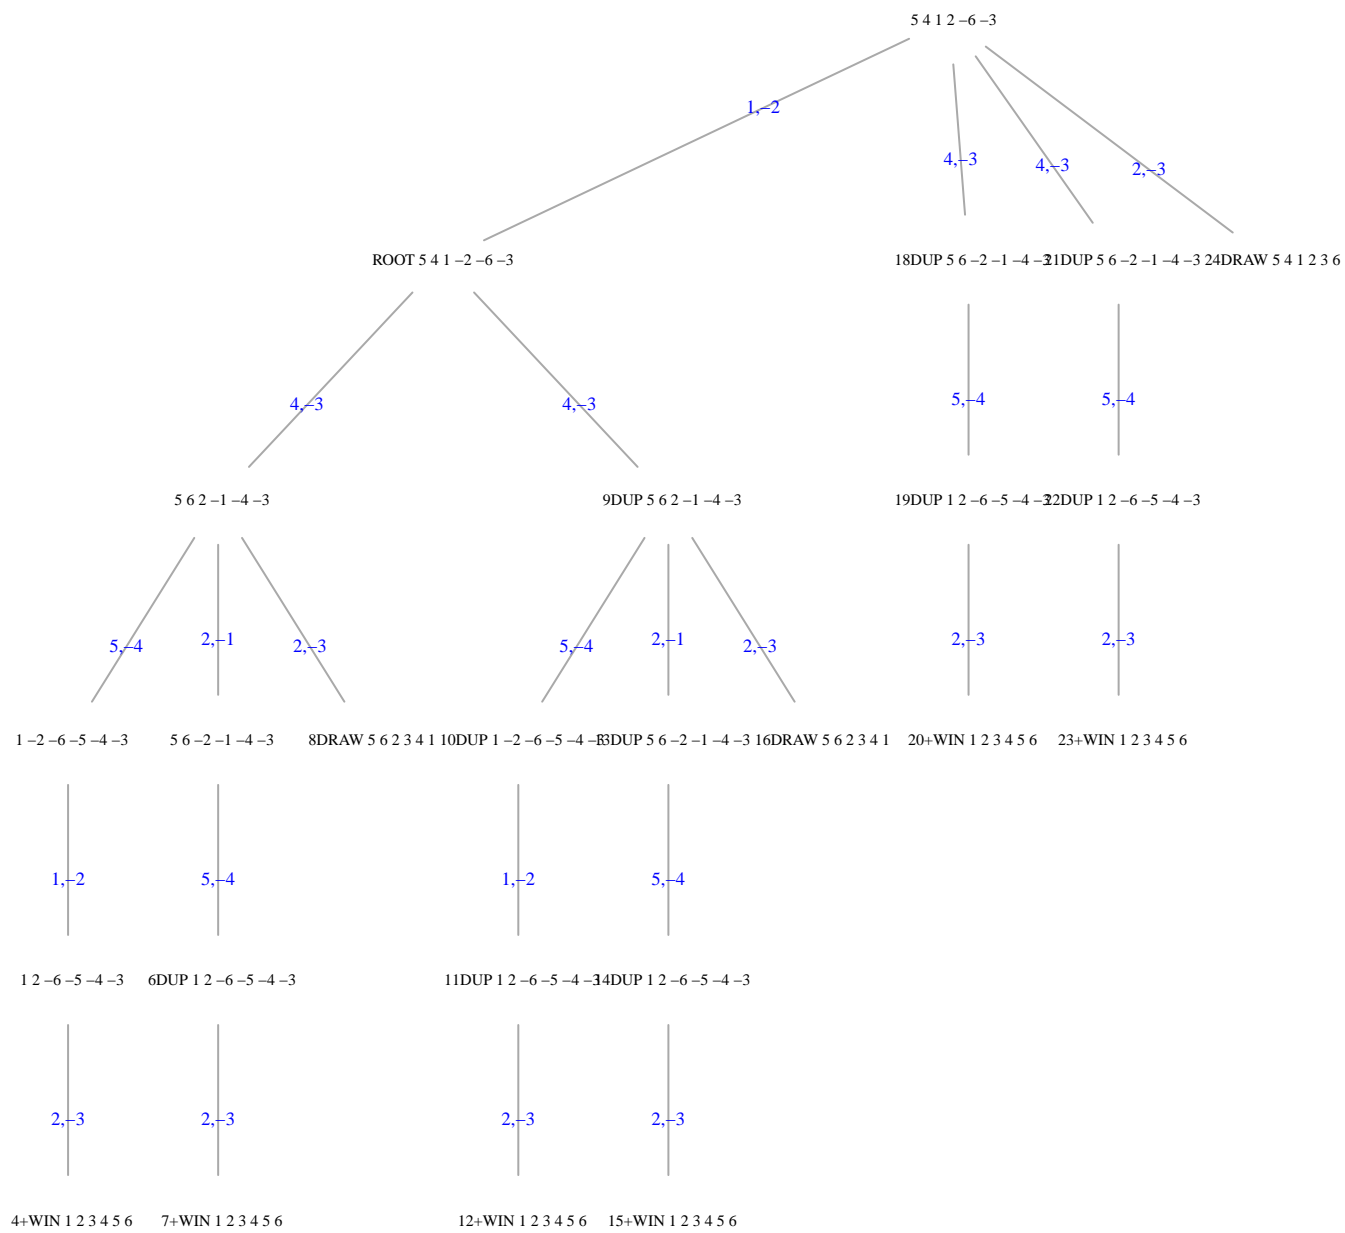 5 4 1 2 –6 –3
1,–2
4,–3
4,–3
2,–3
ROOT 5 4 1 –2 –6 –3
18DUP 5 6 –2 –1 –4 –3
21DUP 5 6 –2 –1 –4 –3
24DRAW 5 4 1 2 3 6
4,–3
4,–3
5,–4
5,–4
5 6 2 –1 –4 –3
9DUP 5 6 2 –1 –4 –3
19DUP 1 2 –6 –5 –4 –3
22DUP 1 2 –6 –5 –4 –3
5,–4
2,–1
2,–3
5,–4
2,–1
2,–3
2,–3
2,–3
1 –2 –6 –5 –4 –3
5 6 –2 –1 –4 –3
8DRAW 5 6 2 3 4 1
10DUP 1 –2 –6 –5 –4 –3
13DUP 5 6 –2 –1 –4 –3
16DRAW 5 6 2 3 4 1
20+WIN 1 2 3 4 5 6
23+WIN 1 2 3 4 5 6
1,–2
5,–4
1,–2
5,–4
1 2 –6 –5 –4 –3
6DUP 1 2 –6 –5 –4 –3
11DUP 1 2 –6 –5 –4 –3
14DUP 1 2 –6 –5 –4 –3
2,–3
2,–3
2,–3
2,–3
4+WIN 1 2 3 4 5 6
7+WIN 1 2 3 4 5 6
12+WIN 1 2 3 4 5 6
15+WIN 1 2 3 4 5 6